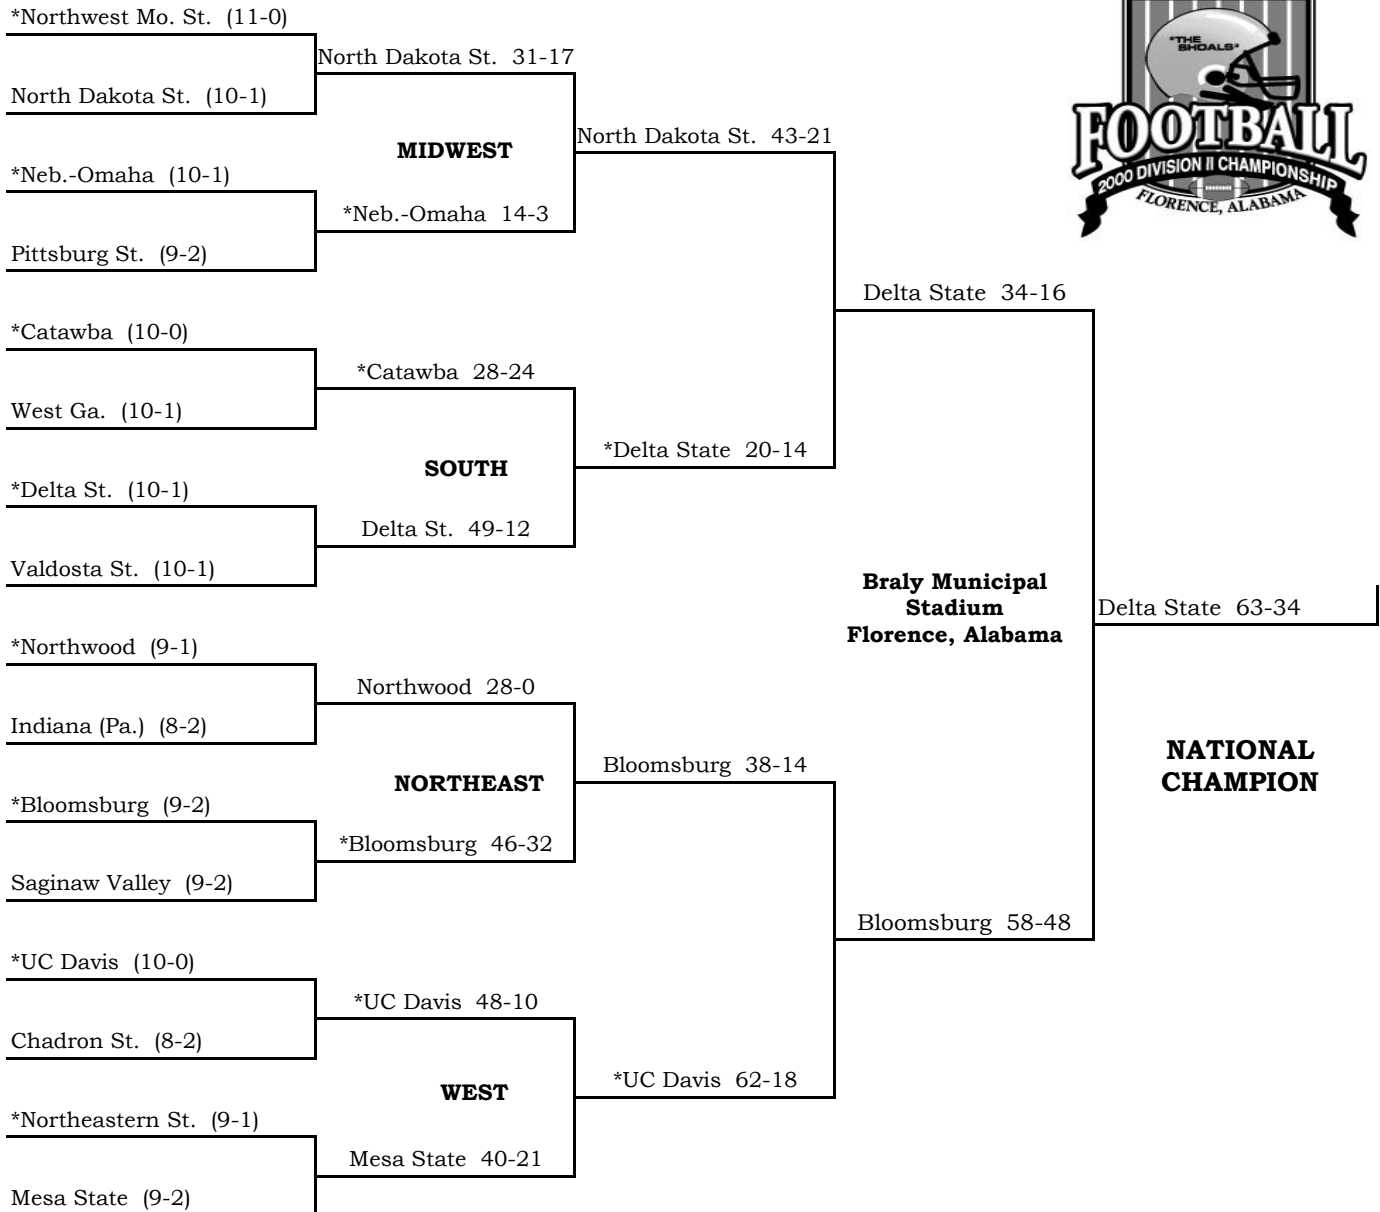 *Northwest Mo. St. (11-0)
North Dakota St. 31-17
North Dakota St. (10-1)
MIDWEST
North Dakota St. 43-21
*Neb.-Omaha (10-1)
*Neb.-Omaha 14-3
Pittsburg St. (9-2)
"THE
SHOALS"
FOOTBALL
2000 DIVISION II CHAMPIONSHIP
FLORENCE, ALABAMA
Delta State 34-16
*Catawba (10-0)
*Catawba 28-24
West Ga. (10-1)
SOUTH
*Delta State 20-14
*Delta St. (10-1)
Delta St. 49-12
Valdosta St. (10-1)
Braly Municipal
Stadium
Florence, Alabama
Delta State 63-34
*Northwood (9-1)
Northwood 28-0
Indiana (Pa.) (8-2)
NORTHEAST
Bloomsburg 38-14
NATIONAL
CHAMPION
*Bloomsburg (9-2)
*Bloomsburg 46-32
Saginaw Valley (9-2)
Bloomsburg 58-48
*UC Davis (10-0)
*UC Davis 48-10
Chadron St. (8-2)
WEST
*UC Davis 62-18
*Northeastern St. (9-1)
Mesa State 40-21
Mesa State (9-2)